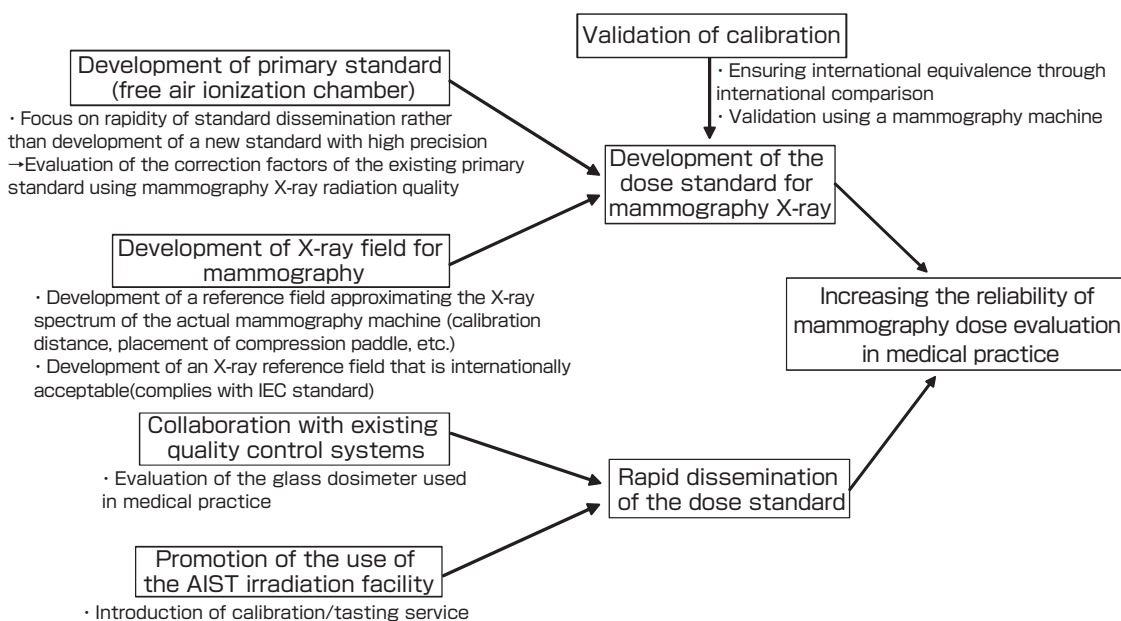 Validation of calibration
・Ensuring international equivalence through
international comparison
・Validation using a mammography machine
Development of primary standard
(free air ionization chamber)
・Focus on rapidity of standard dissemination rather
than development of a new standard with high precision
→Evaluation of the correction factors of the existing primary
standard using mammography X-ray radiation quality
Development of the
dose standard for
mammography X-ray
Development of X-ray field for
mammography
・Development of a reference field approximating the X-ray
spectrum of the actual mammography machine (calibration
distance, placement of compression paddle, etc.)
・Development of an X-ray reference field that is internationally
acceptable(complies with IEC standard)
Increasing the reliability of
mammography dose evaluation
in medical practice
Collaboration with existing
quality control systems
・Evaluation of the glass dosimeter used
in medical practice
Rapid dissemination
of the dose standard
Promotion of the use of
the AIST irradiation facility
・Introduction of calibration/tasting service